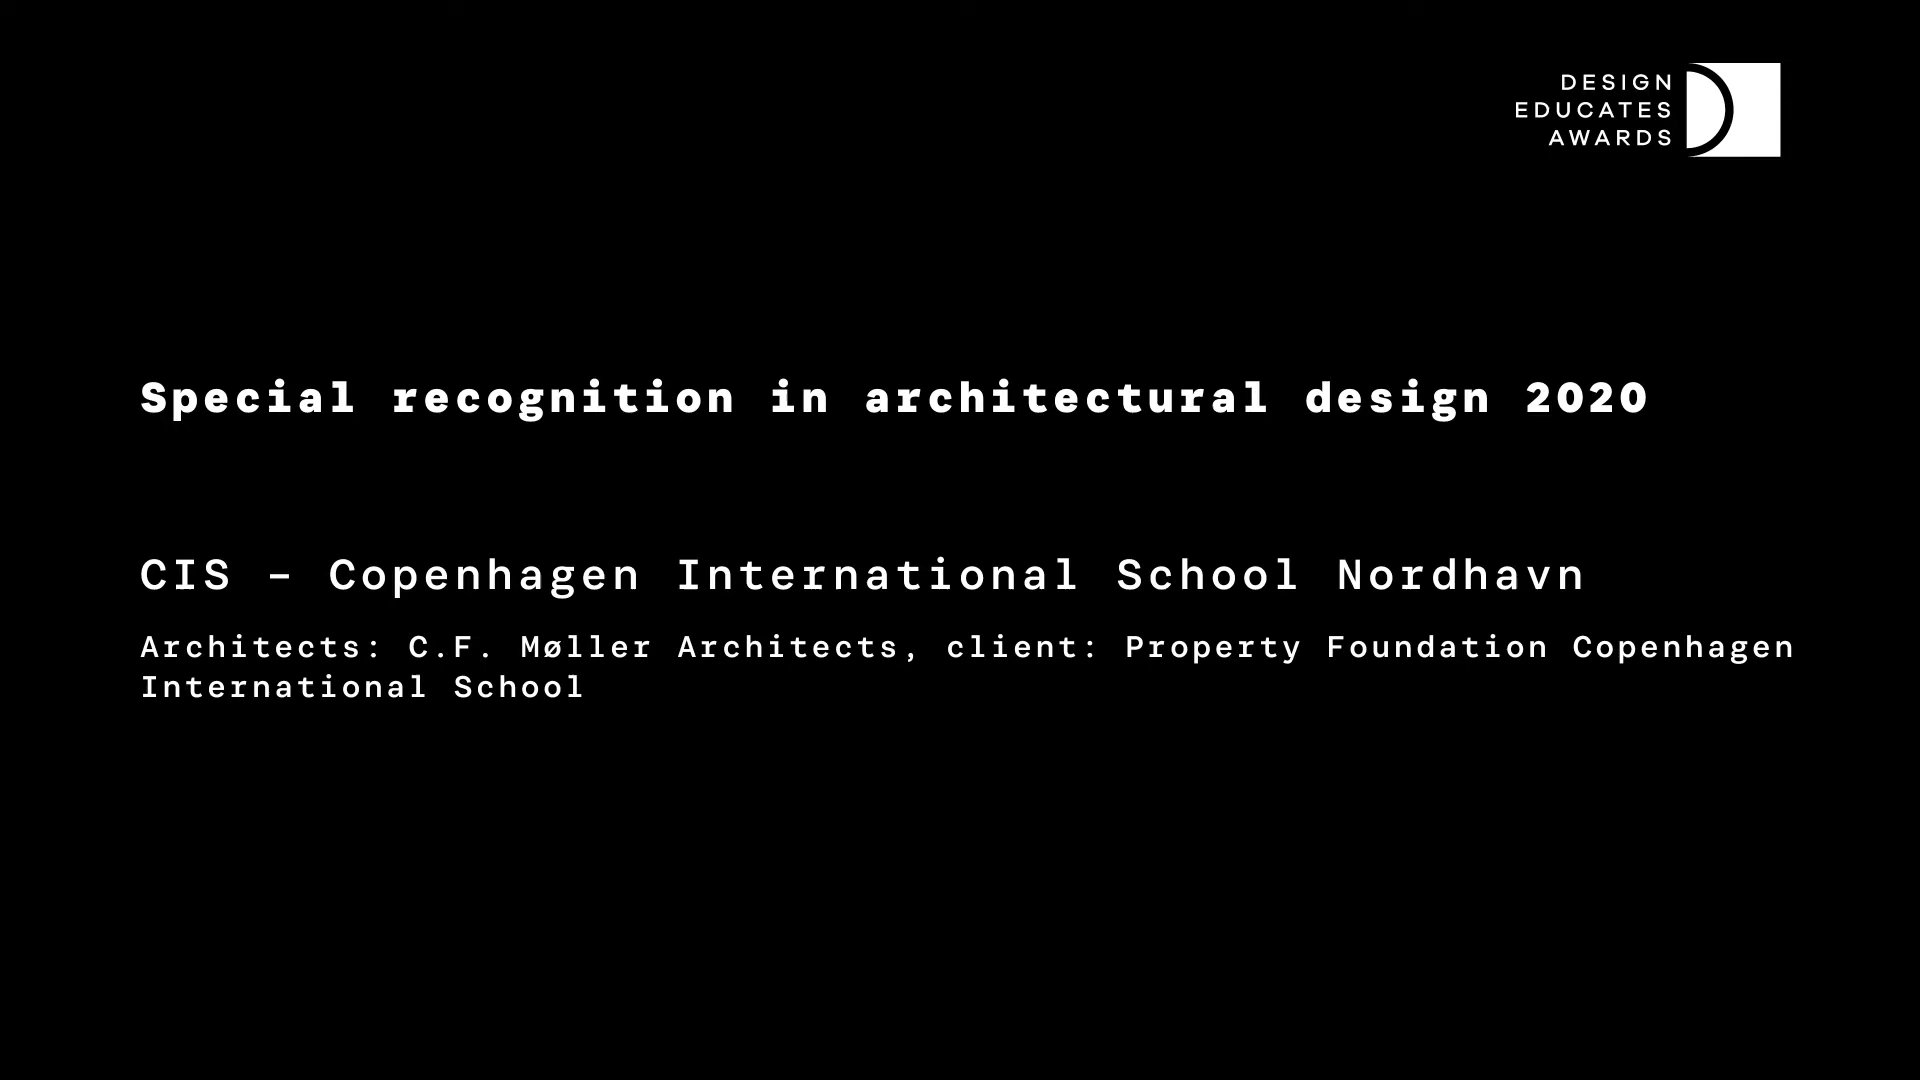 DESIGN
EDUCATES
AWARDS
Special recognition in architectural design 2020
CIS – Copenhagen International School Nordhavn
Architects: C.F. Møller Architects, client: Property Foundation Copenhagen
International School